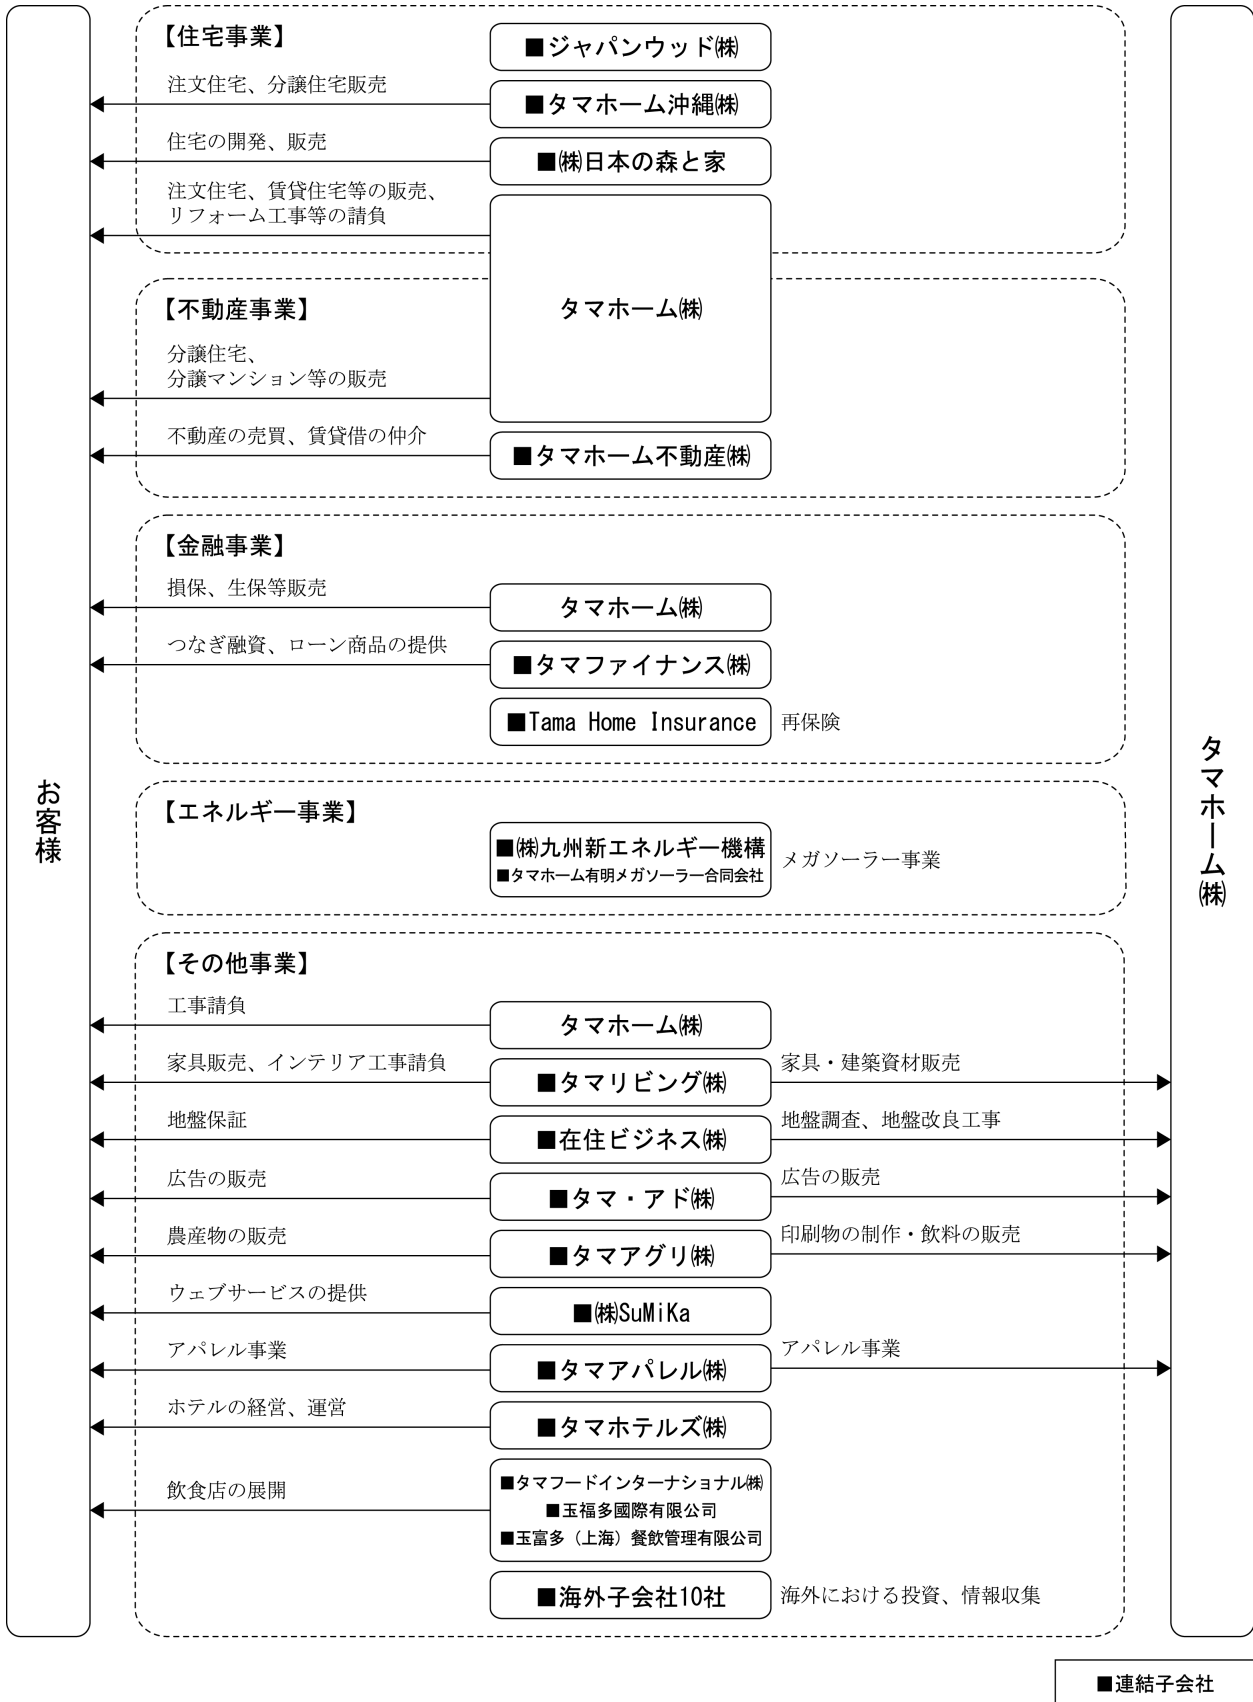 お客様
【住宅事業】
■ジャパンウッド㈱
注文住宅、分譲住宅販売
■タマホーム沖縄㈱
住宅の開発、販売
■㈱日本の森と家
注文住宅、賃貸住宅等の販売、
リフォーム工事等の請負
タマホーム㈱
【不動産事業】
分譲住宅、
分譲マンション等の販売
不動産の売買、賃貸借の仲介
■タマホーム不動産㈱
【金融事業】
損保、生保等販売
タマホーム㈱
つなぎ融資、ローン商品の提供
■タマファイナンス㈱
■Tama Home Insurance
再保険
【エネルギー事業】
■㈱九州新エネルギー機構
■タマホーム有明メガソーラー合同会社
メガソーラー事業
【その他事業】
工事請負
タマホーム㈱
家具販売、インテリア工事請負
■タマリビング㈱
家具・建築資材販売
地盤保証
■在住ビジネス㈱
地盤調査、地盤改良工事
広告の販売
■タマ・アド㈱
広告の販売
農産物の販売
■タマアグリ㈱
印刷物の制作・飲料の販売
ウェブサービスの提供
■㈱SuMiKa
アパレル事業
■タマアパレル㈱
アパレル事業
ホテルの経営、運営
■タマホテルズ㈱
飲食店の展開
■タマフードインターナショナル㈱
■玉福多國際有限公司
■玉富多（上海）餐飲管理有限公司
■海外子会社10社
海外における投資、情報収集
タマホーム㈱
■連結子会社